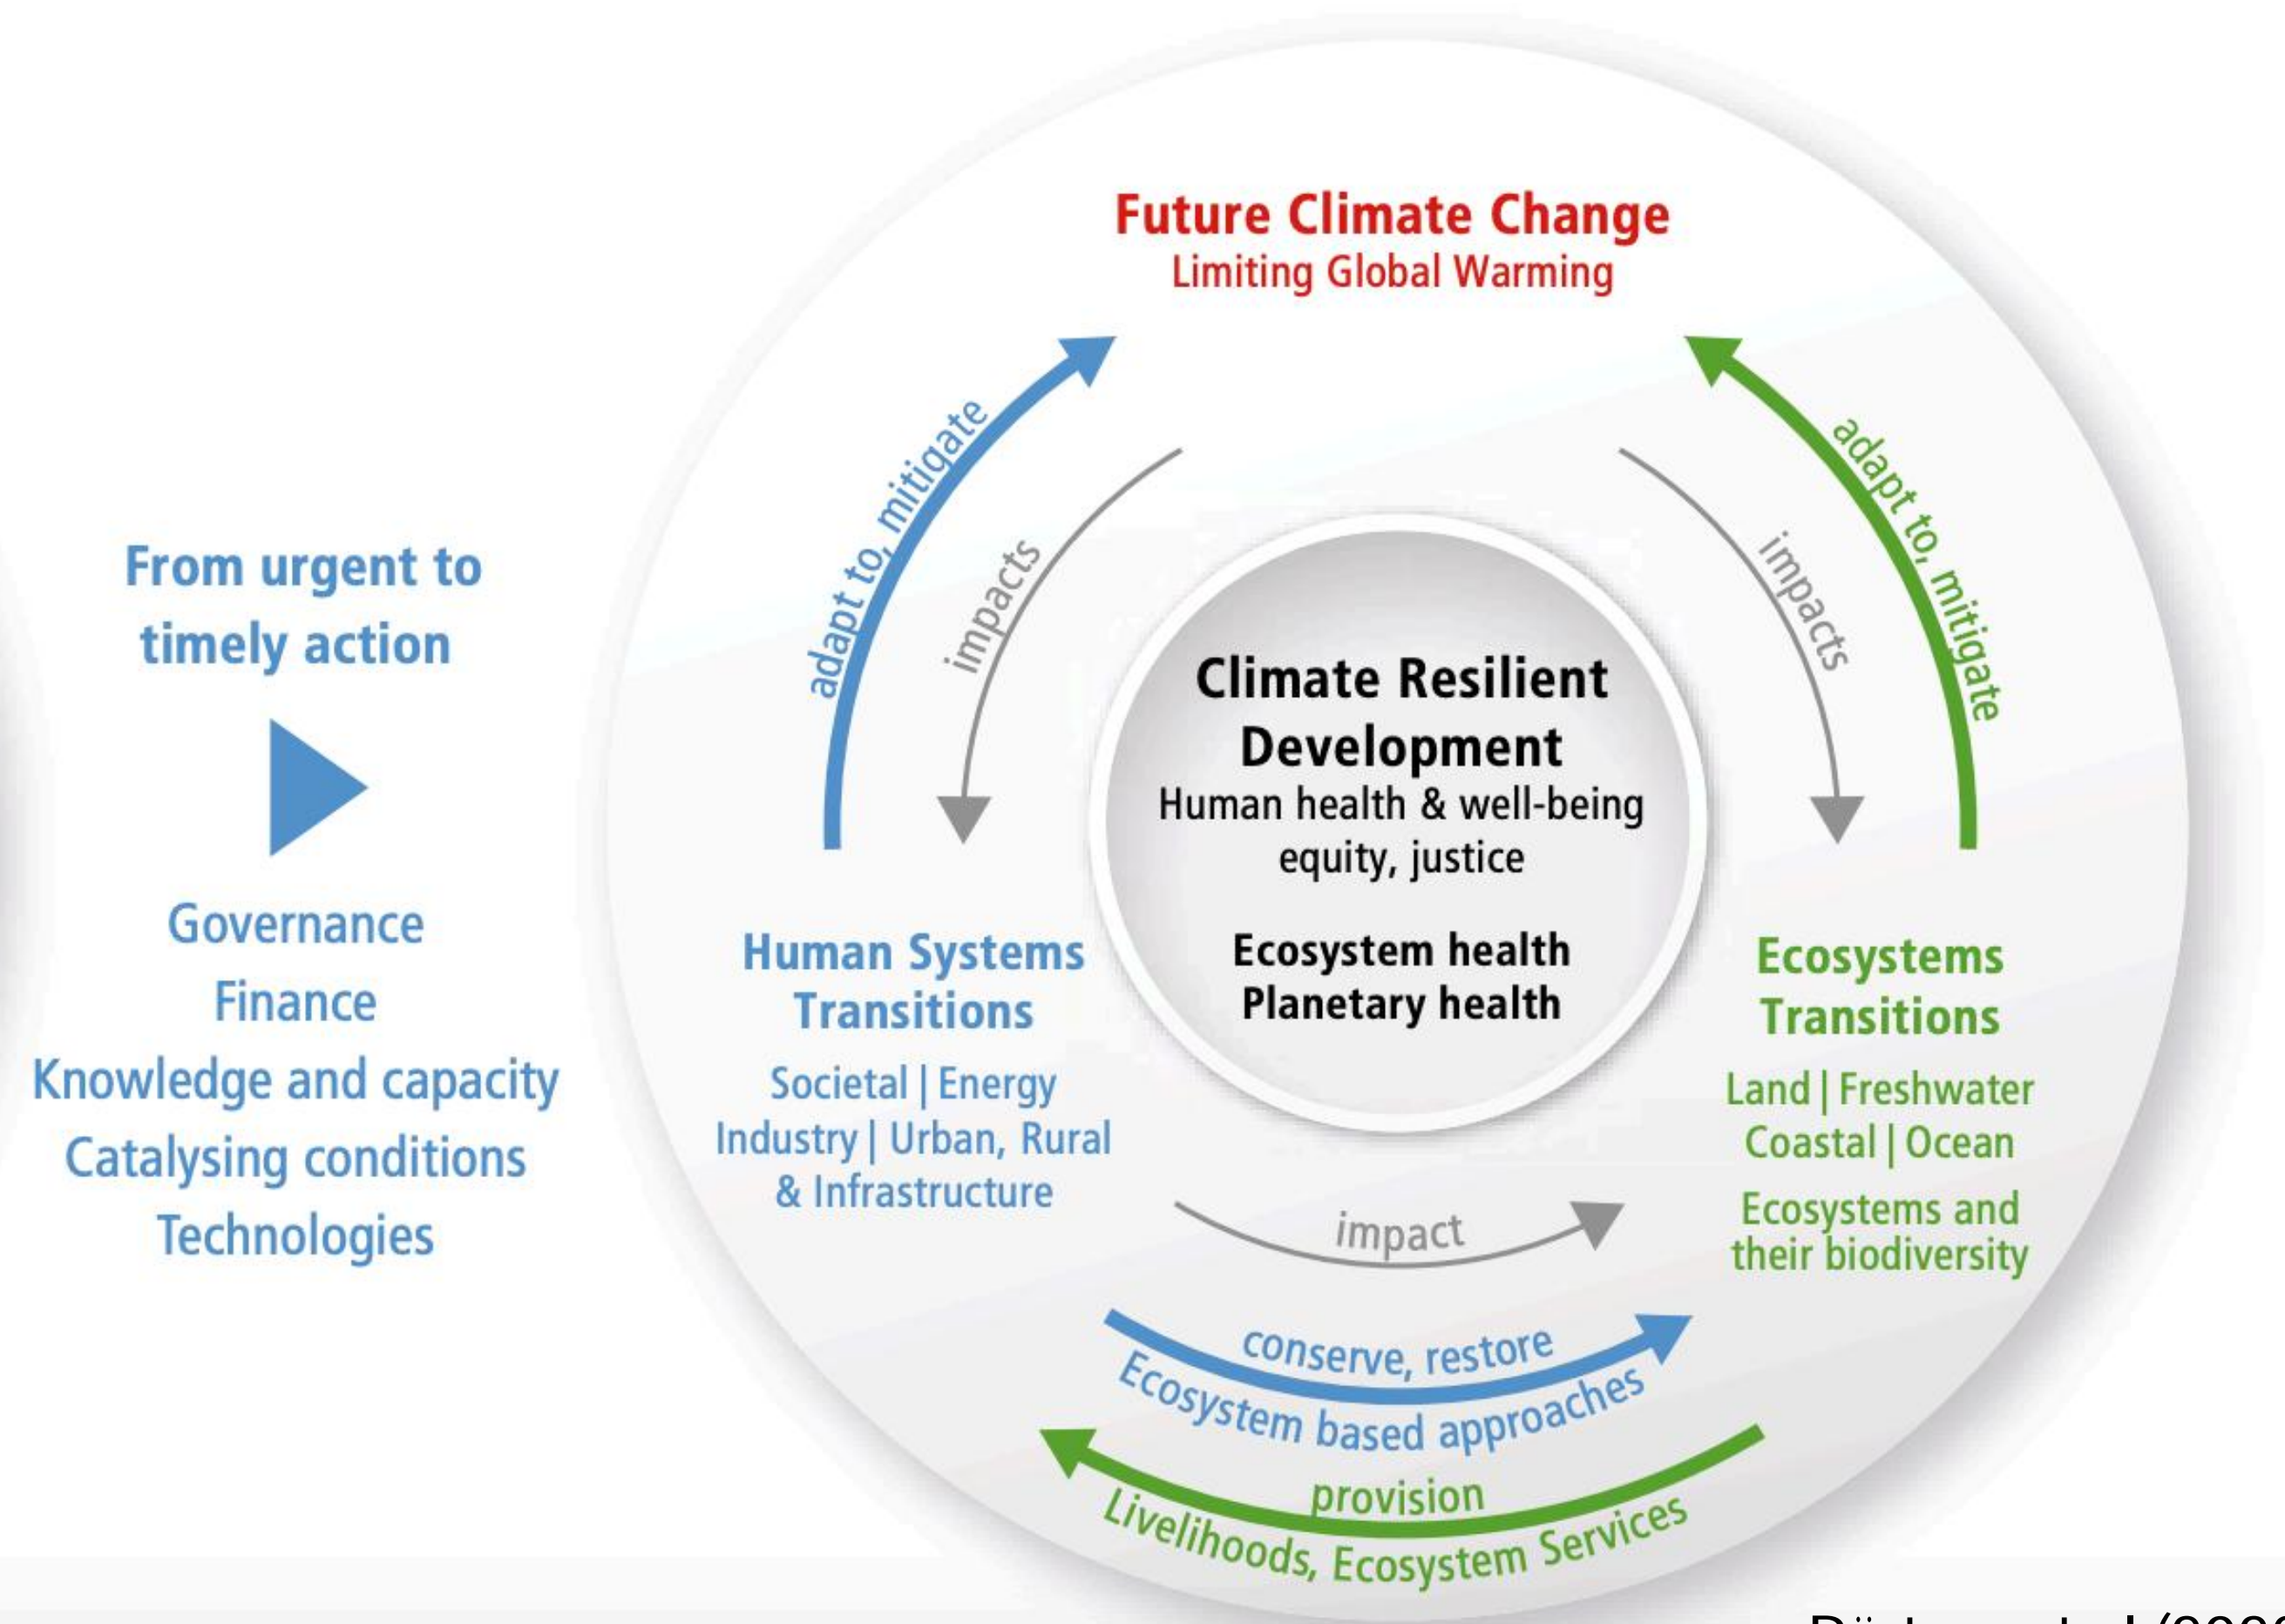 From urgent to
timely action
Governance
Finance
Knowledge and capacity
Catalysing conditions
Technologies
Future Climate Change
Limiting Global Warming
adapt to, mitigate
impacts
impacts
adapt to, mitigate
Climate Resilient
Development
Human health & well-being
equity, justice
Ecosystem health
Planetary health
Human Systems
Transitions
Societal | Energy
Industry | Urban, Rural
& Infrastructure
Ecosystems
Transitions
Land | Freshwater
Coastal | Ocean
Ecosystems and
their biodiversity
impact
conserve, restore
Ecosystem based approaches
provision
Livelihoods, Ecosystem Services